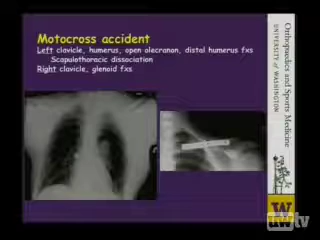 Motocross accident
Left clavicle, humerus, open olecranon, distal humerus fxs
Scapulothoracic dissociation
Right clavicle, glenoid fxs
Orthopaedics and Sports Medicine
UNIVERSITY of WASHINGTON
W
uwtv